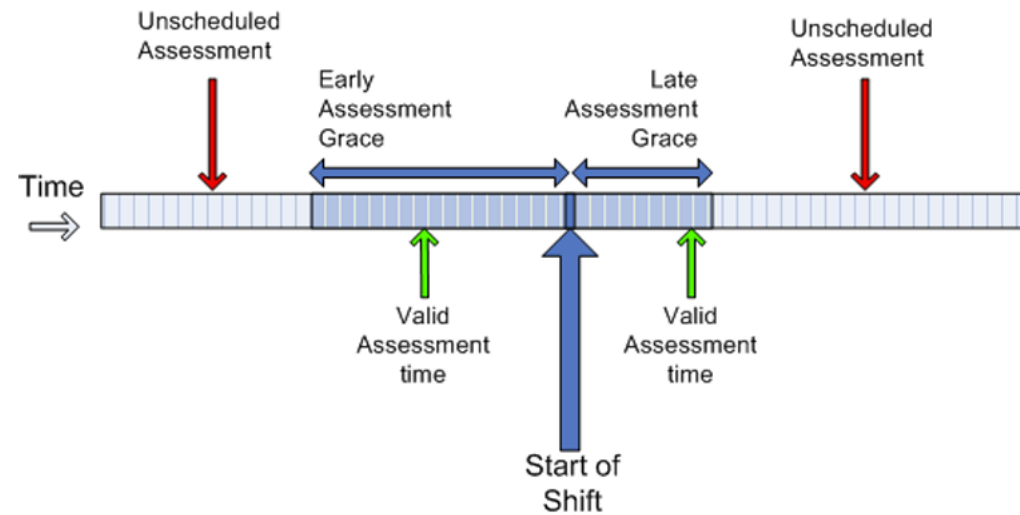 Unscheduled
Assessment
Unscheduled
Assessment
Early
Assessment
Grace
Late
Assessment
Grace
Time
Valid
Assessment
time
Valid
Assessment
time
Start of
Shift